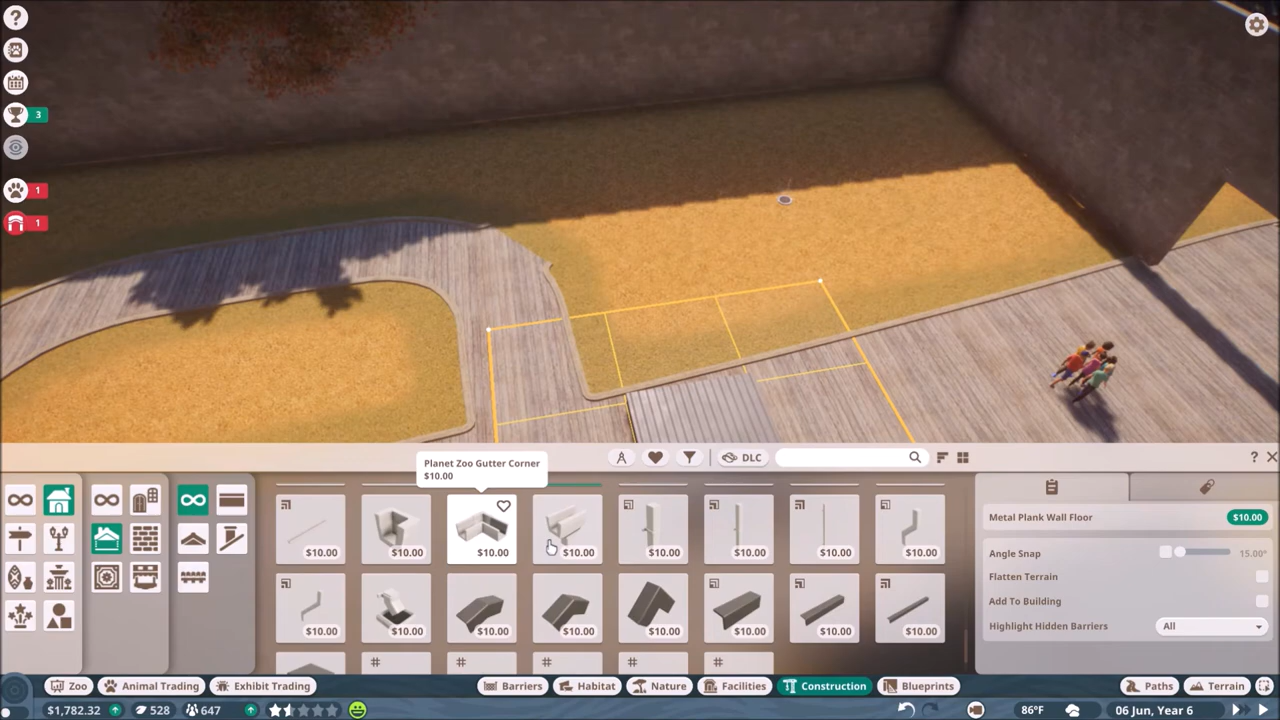 ?
3
1
1
Planet Zoo Gutter Corner
$10.00
DLC
?
$10.00 $10.00 $10.00 $10.00 $10.00 $10.00 $10.00 $10.00
$10.00 $10.00 $10.00 $10.00 $10.00 $10.00 $10.00 $10.00
Metal Plank Wall Floor $10.00
Angle Snap 15.00°
Flatten Terrain
Add To Building
Highlight Hidden Barriers All
Zoo Animal Trading Exhibit Trading Barriers Habitat Nature Facilities Construction Blueprints Paths Terrain
$1,782.32 528 647 86°F 06 Jun, Year 6